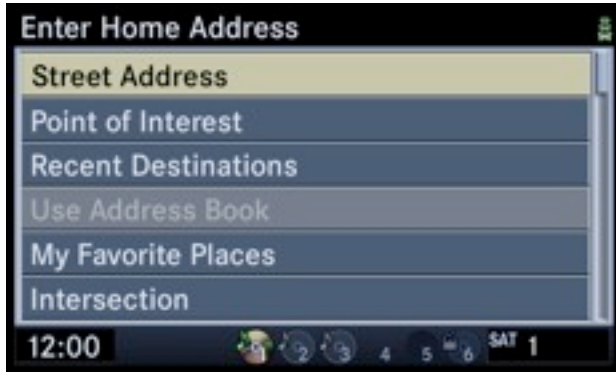 Enter Home Address
Street Address
Point of Interest
Recent Destinations
Use Address Book
My Favorite Places
Intersection
12:00 1 2 3 4 5 6 SAT 1